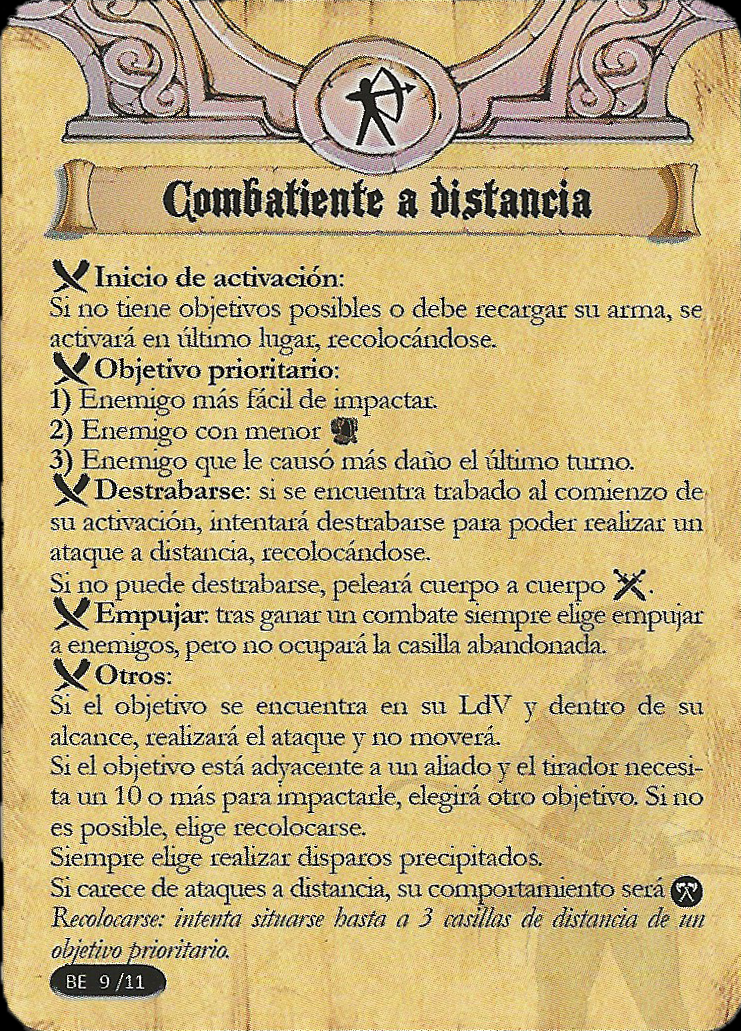 Combatiente a distancia
Inicio de activación:
Si no tiene objetivos posibles o debe recargar su arma, se
activará en último lugar, recolocándose.
Objetivo prioritario:
1) Enemigo más fácil de impactar.
2) Enemigo con menor
3) Enemigo que le causó más daño el último turno.
Destrabarse: si se encuentra trabado al comienzo de
su activación, intentará destrabarse para poder realizar un
ataque a distancia, recolocándose.
Si no puede destrabarse, peleará cuerpo a cuerpo .
Empujar: tras ganar un combate siempre elige empujar
a enemigos, pero no ocupará la casilla abandonada.
Otros:
Si el objetivo se encuentra en su LdV y dentro de su
alcance, realizará el ataque y no moverá.
Si el objetivo está adyacente a un aliado y el tirador necesi-
ta un 10 o más para impactarle, elegirá otro objetivo. Si no
es posible, elige recolocarse.
Siempre elige realizar disparos precipitados.
Si carece de ataques a distancia, su comportamiento será
Recolocarse: intenta situarse hasta a 3 casillas de distancia de un
objetivo prioritario.
BE 9 /11